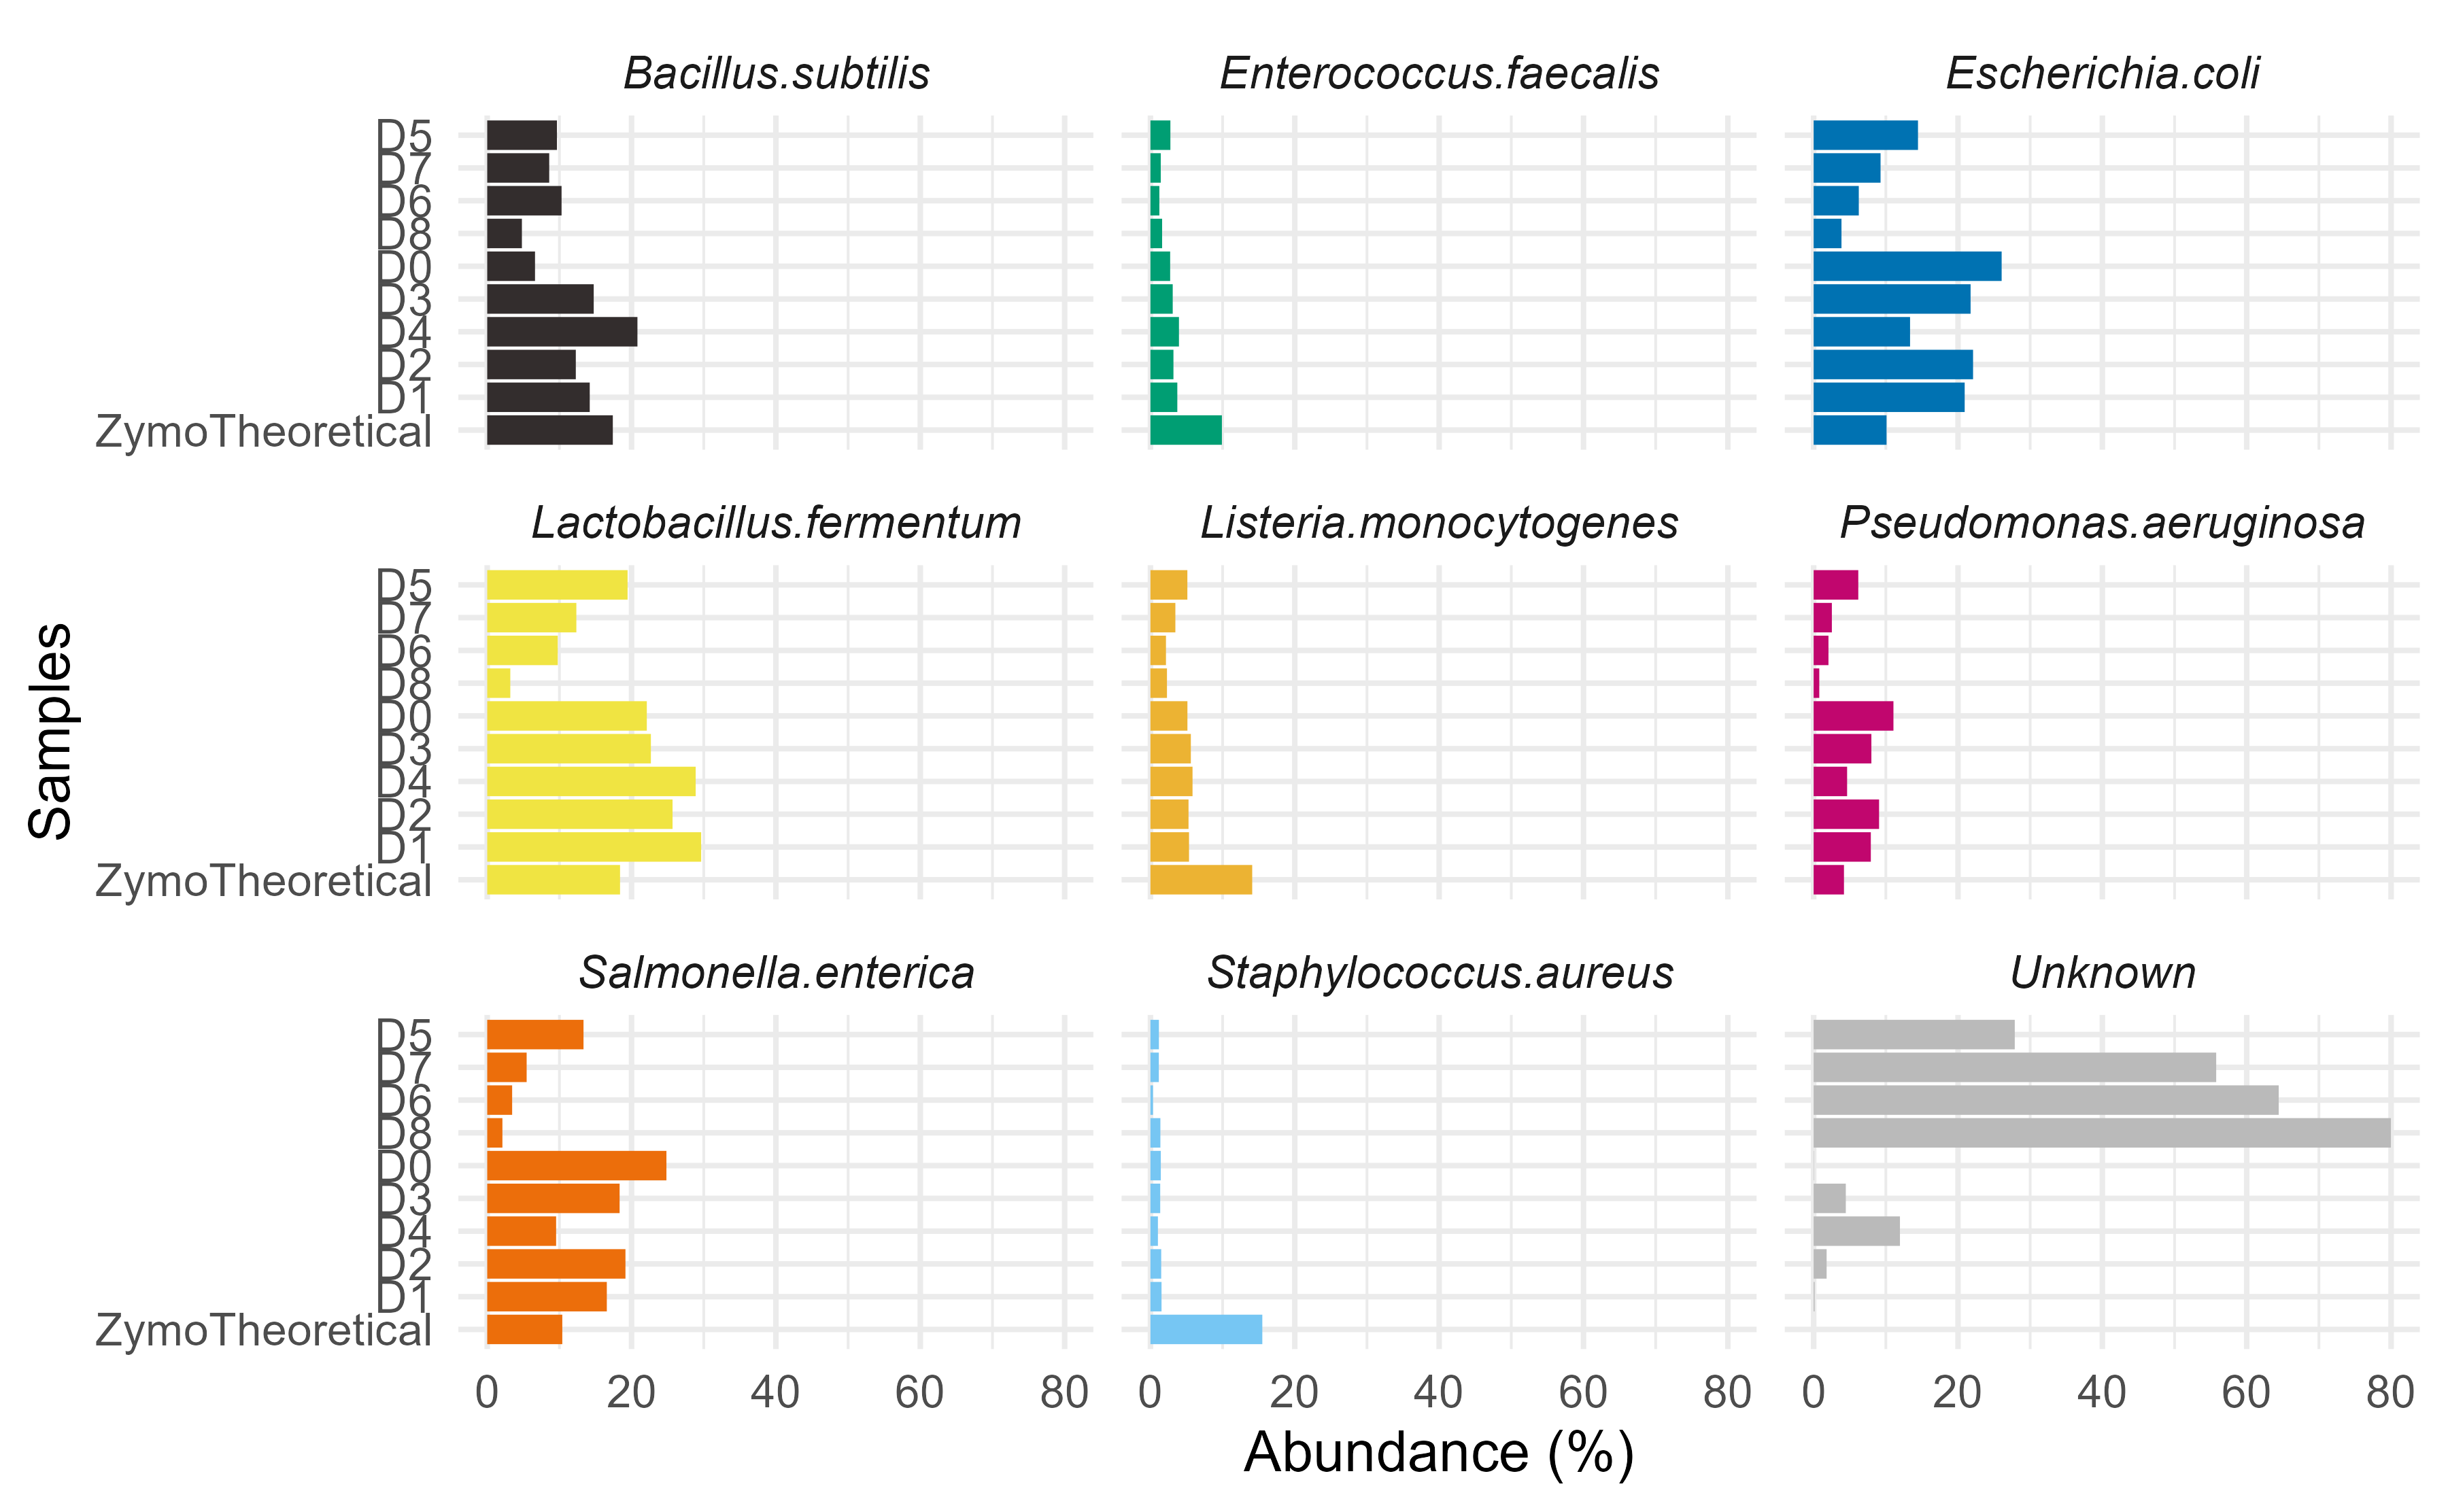 Bacillus.subtilis Enterococcus.faecalis Escherichia.coli
D5
D7
D6
D8
D0
D3
D4
D2
D1
ZymoTheoretical
Lactobacillus.fermentum Listeria.monocytogenes Pseudomonas.aeruginosa
D5
D7
D6
D8
D0
D3
D4
D2
D1
ZymoTheoretical
Samples
Salmonella.enterica Staphylococcus.aureus Unknown
D5
D7
D6
D8
D0
D3
D4
D2
D1
ZymoTheoretical
0 20 40 60 80 0 20 40 60 80 0 20 40 60 80
Abundance (%)